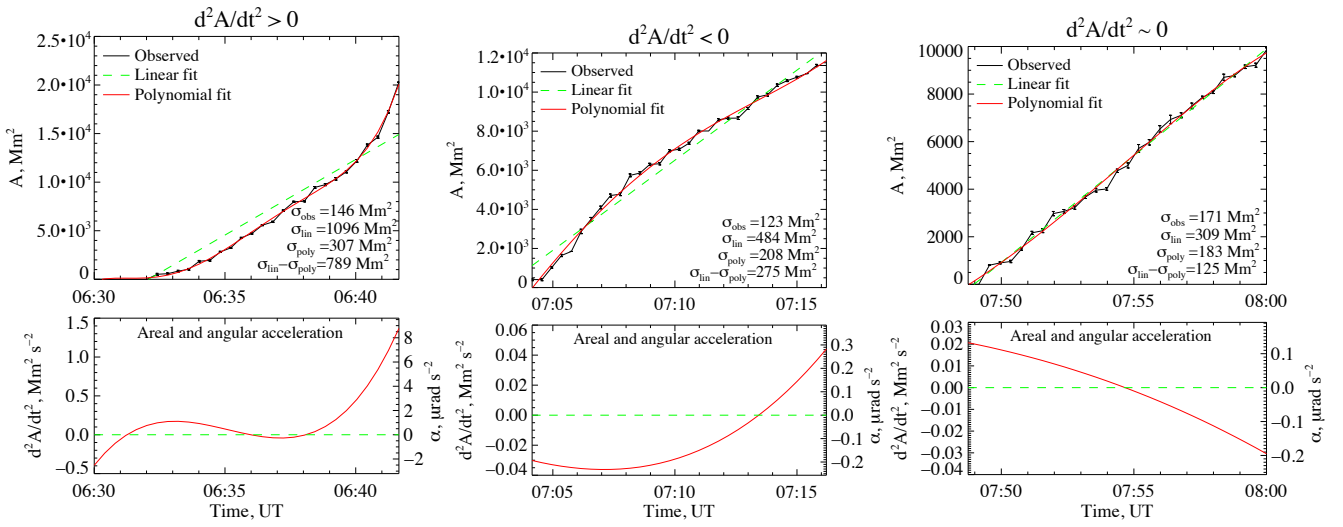 d²A/dt² > 0
2.5•10⁴
2.0•10⁴
1.5•10⁴
1.0•10⁴
5.0•10³
0
A, Mm²
Observed
Linear fit
Polynomial fit
σobs =146 Mm²
σlin =1096 Mm²
σpoly =307 Mm²
σlin−σpoly=789 Mm²
06:30
06:35
06:40
Areal and angular acceleration
1.5
1.0
0.5
0.0
−0.5
d²A/dt², Mm² s⁻²
8
6
4
2
0
−2
α, μrad s⁻²
06:30
06:35
06:40
Time, UT
d²A/dt² < 0
1.2•10⁴
1.0•10⁴
8.0•10³
6.0•10³
4.0•10³
2.0•10³
0
A, Mm²
Observed
Linear fit
Polynomial fit
σobs =123 Mm²
σlin =484 Mm²
σpoly =208 Mm²
σlin−σpoly=275 Mm²
07:05
07:10
07:15
Areal and angular acceleration
0.06
0.04
0.02
0.00
−0.02
−0.04
d²A/dt², Mm² s⁻²
0.3
0.2
0.1
0.0
−0.1
−0.2
α, μrad s⁻²
07:05
07:10
07:15
Time, UT
d²A/dt² ~ 0
10000
8000
6000
4000
2000
0
A, Mm²
Observed
Linear fit
Polynomial fit
σobs =171 Mm²
σlin =309 Mm²
σpoly =183 Mm²
σlin−σpoly=125 Mm²
07:50
07:55
08:00
Areal and angular acceleration
0.03
0.02
0.01
0.00
−0.01
−0.02
−0.03
−0.04
d²A/dt², Mm² s⁻²
0.1
0.0
−0.1
−0.2
α, μrad s⁻²
07:50
07:55
08:00
Time, UT